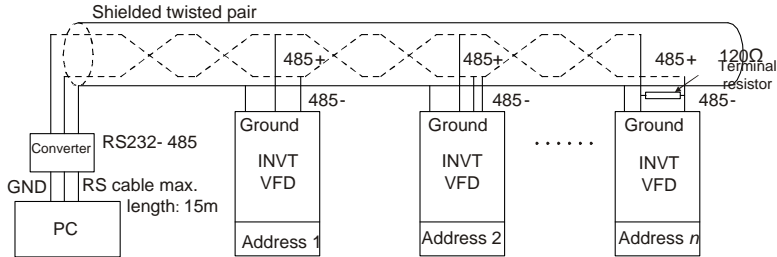 Shielded twisted pair
485+
485+
485+
120Ω
Terminal
resistor
485-
485-
485-
Ground
Ground
Ground
Converter
RS232- 485
INVT
VFD
INVT
VFD
......
INVT
VFD
GND
RS cable max.
length: 15m
PC
Address 1
Address 2
Address n